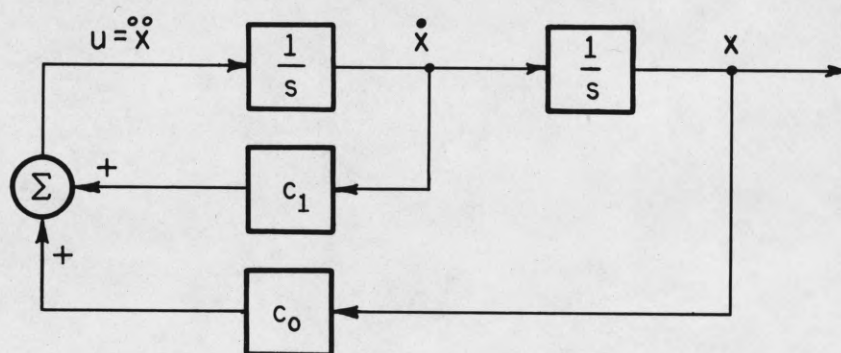 u = ẍ
1
s
ẋ
1
s
x
Σ
+
c₁
+
c₀